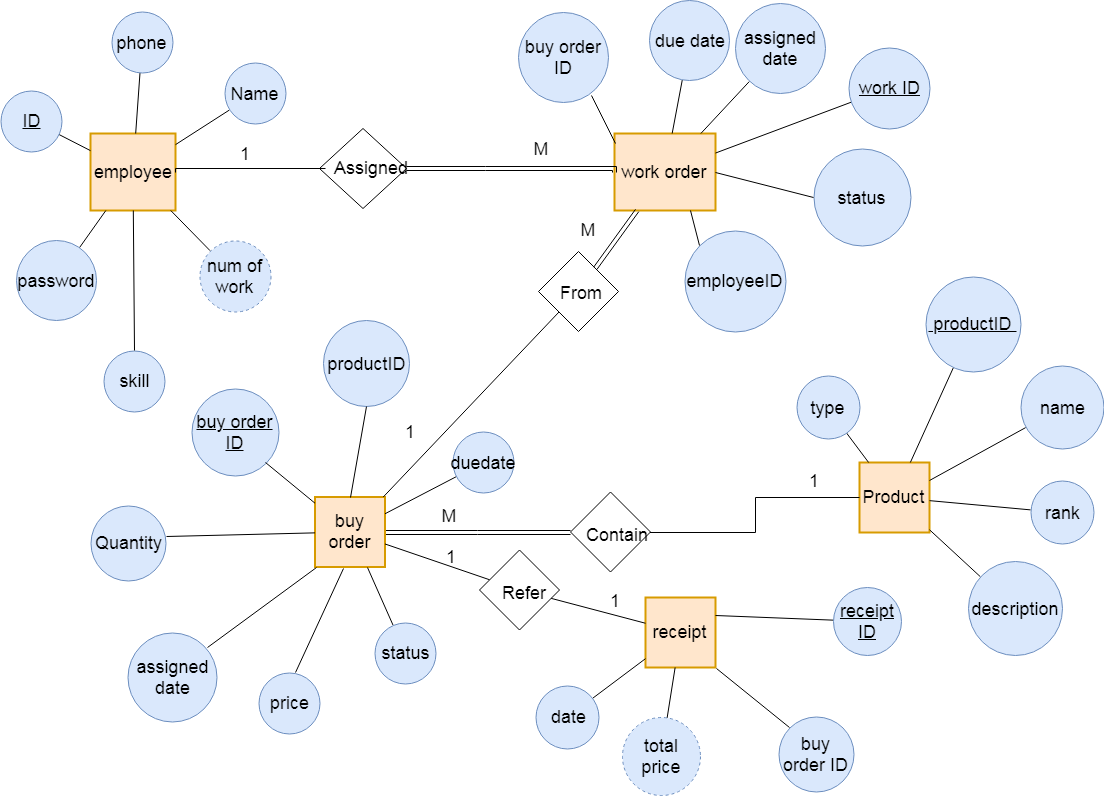 phone
Name
ID
employee
password
num of
work
skill
1
Assigned
M
buy order
ID
due date
assigned
date
work ID
work order
status
employeeID
M
From
1
productID
buy order
ID
duedate
Quantity
buy
order
assigned
date
price
status
M
Contain
1
1
Refer
1
productID
type
name
Product
rank
description
receipt
receipt
ID
date
total
price
buy
order ID